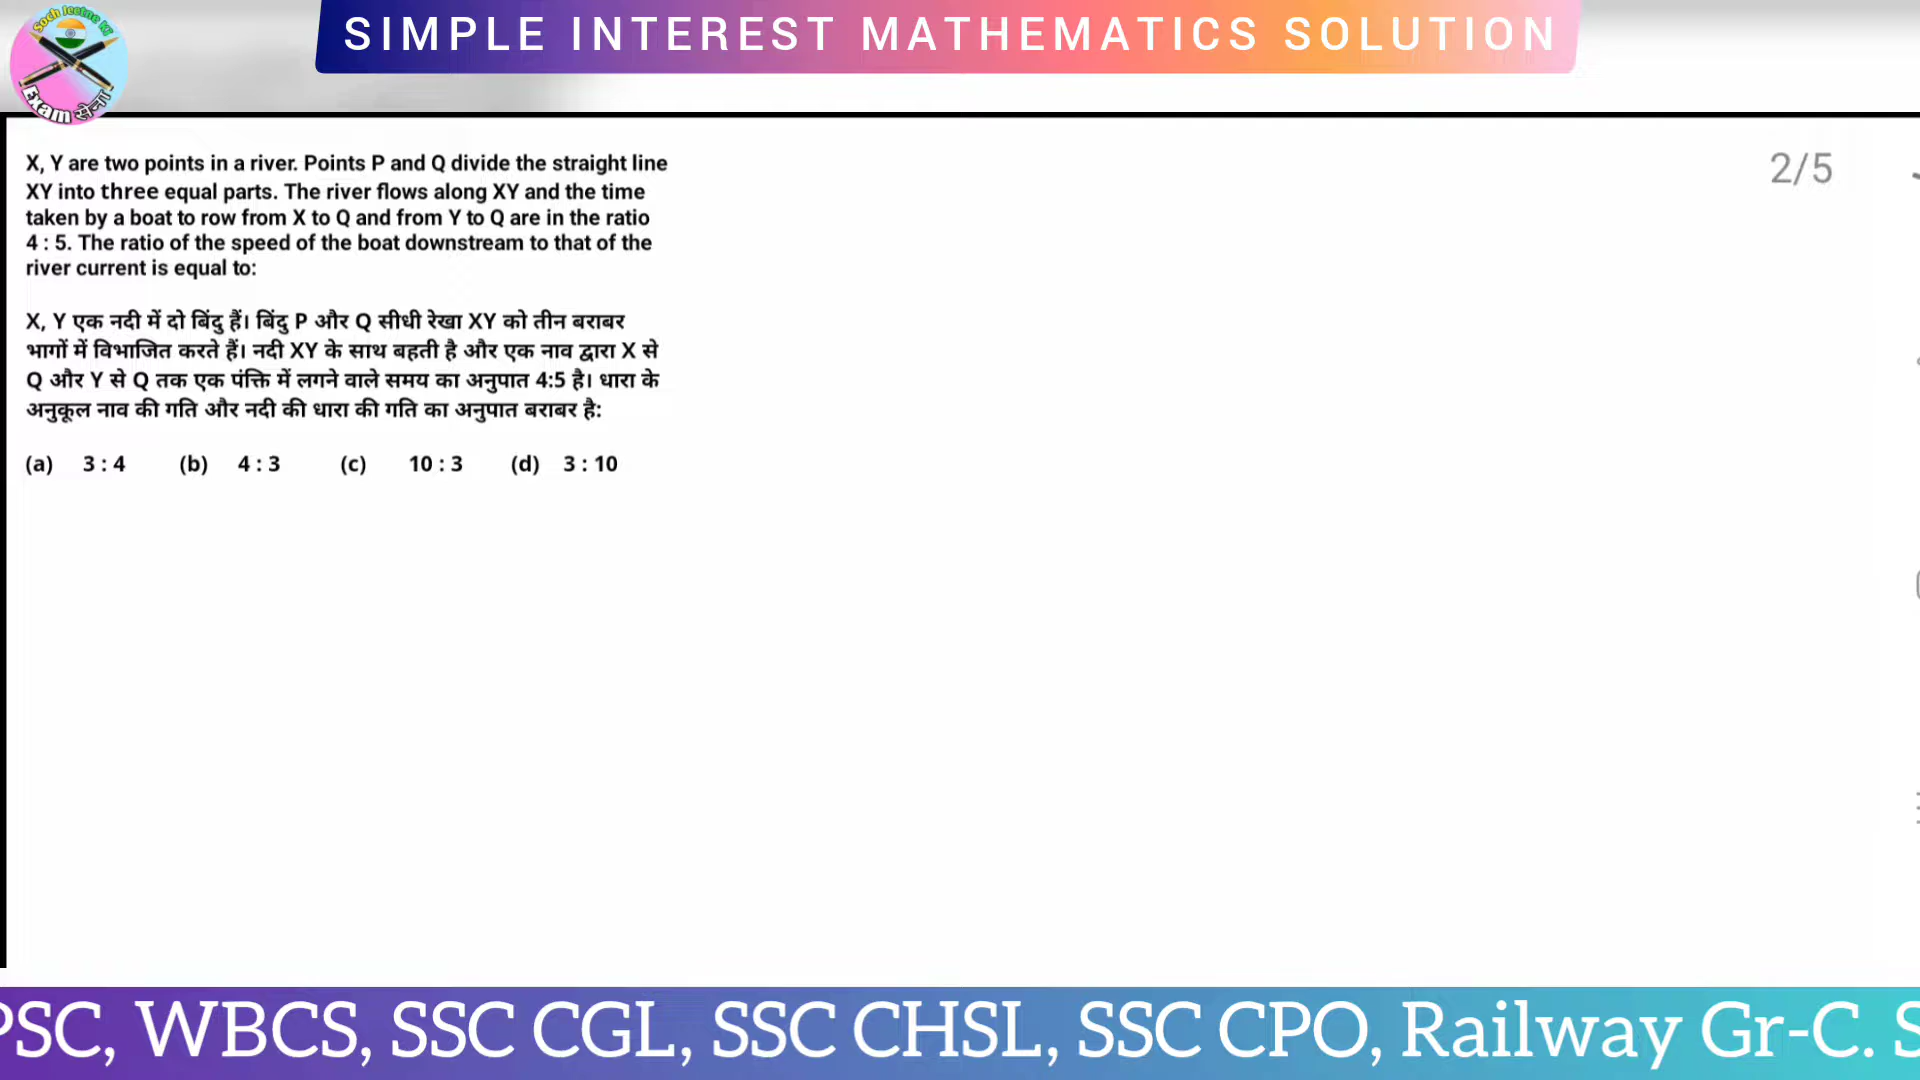 Soch Jeetne Ki
Exam सेना
SIMPLE INTEREST MATHEMATICS SOLUTION
X, Y are two points in a river. Points P and Q divide the straight line
XY into three equal parts. The river flows along XY and the time
taken by a boat to row from X to Q and from Y to Q are in the ratio
4 : 5. The ratio of the speed of the boat downstream to that of the
river current is equal to:
2/5
X, Y एक नदी में दो बिंदु हैं। बिंदु P और Q सीधी रेखा XY को तीन बराबर
भागों में विभाजित करते हैं। नदी XY के साथ बहती है और एक नाव द्वारा X से
Q और Y से Q तक एक पंक्ति में लगने वाले समय का अनुपात 4:5 है। धारा के
अनुकूल नाव की गति और नदी की धारा की गति का अनुपात बराबर है:
(a) 3 : 4 (b) 4 : 3 (c) 10 : 3 (d) 3 : 10
PSC, WBCS, SSC CGL, SSC CHSL, SSC CPO, Railway Gr-C. S